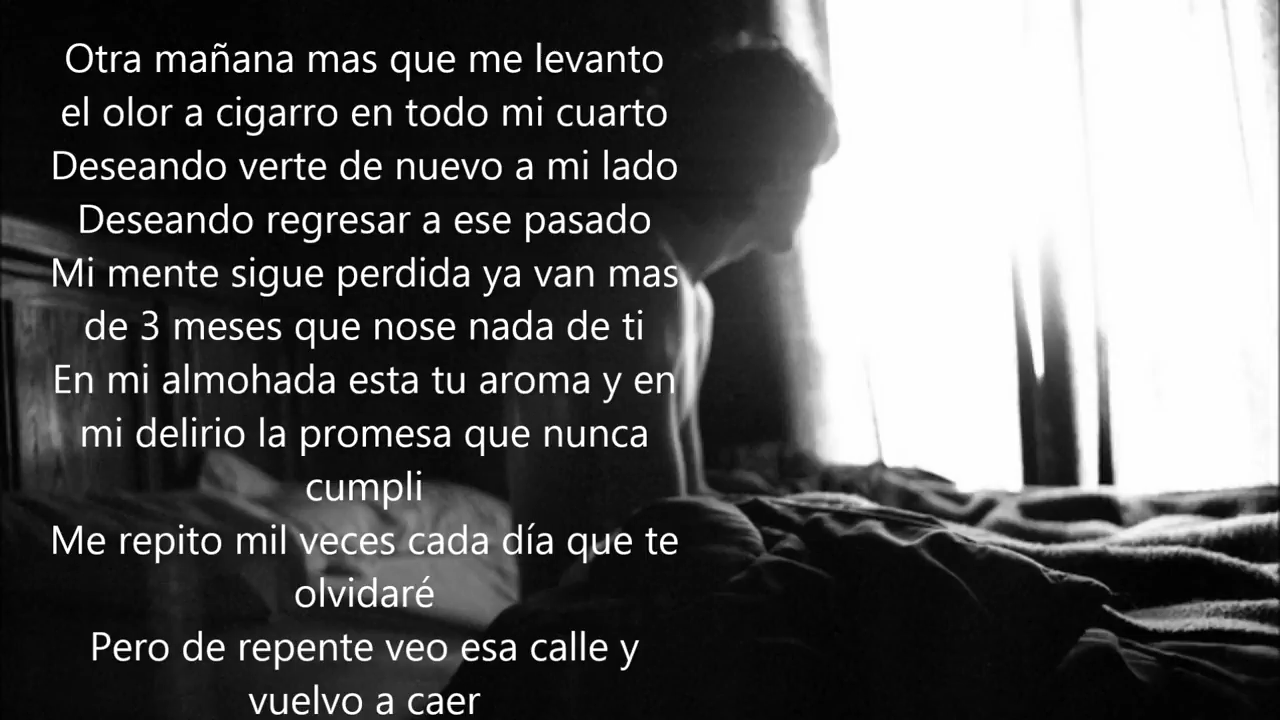 Otra mañana mas que me levanto
el olor a cigarro en todo mi cuarto
Deseando verte de nuevo a mi lado
Deseando regresar a ese pasado
Mi mente sigue perdida ya van mas
de 3 meses que nose nada de ti
En mi almohada esta tu aroma y en
mi delirio la promesa que nunca
cumpli
Me repito mil veces cada día que te
olvidaré
Pero de repente veo esa calle y
vuelvo a caer